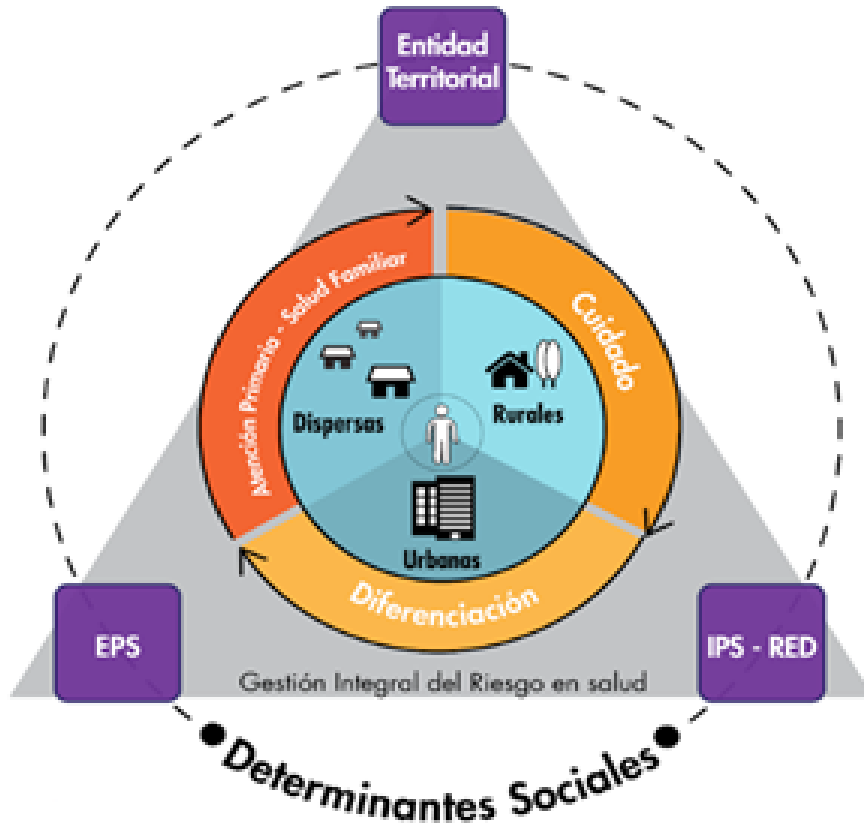 Entidad
Territorial
Atención Primaria - Salud Familiar
Cuidado
Dispersas
Rurales
Urbanas
Diferenciación
EPS
IPS - RED
Gestión Integral del Riesgo en salud
Determinantes Sociales